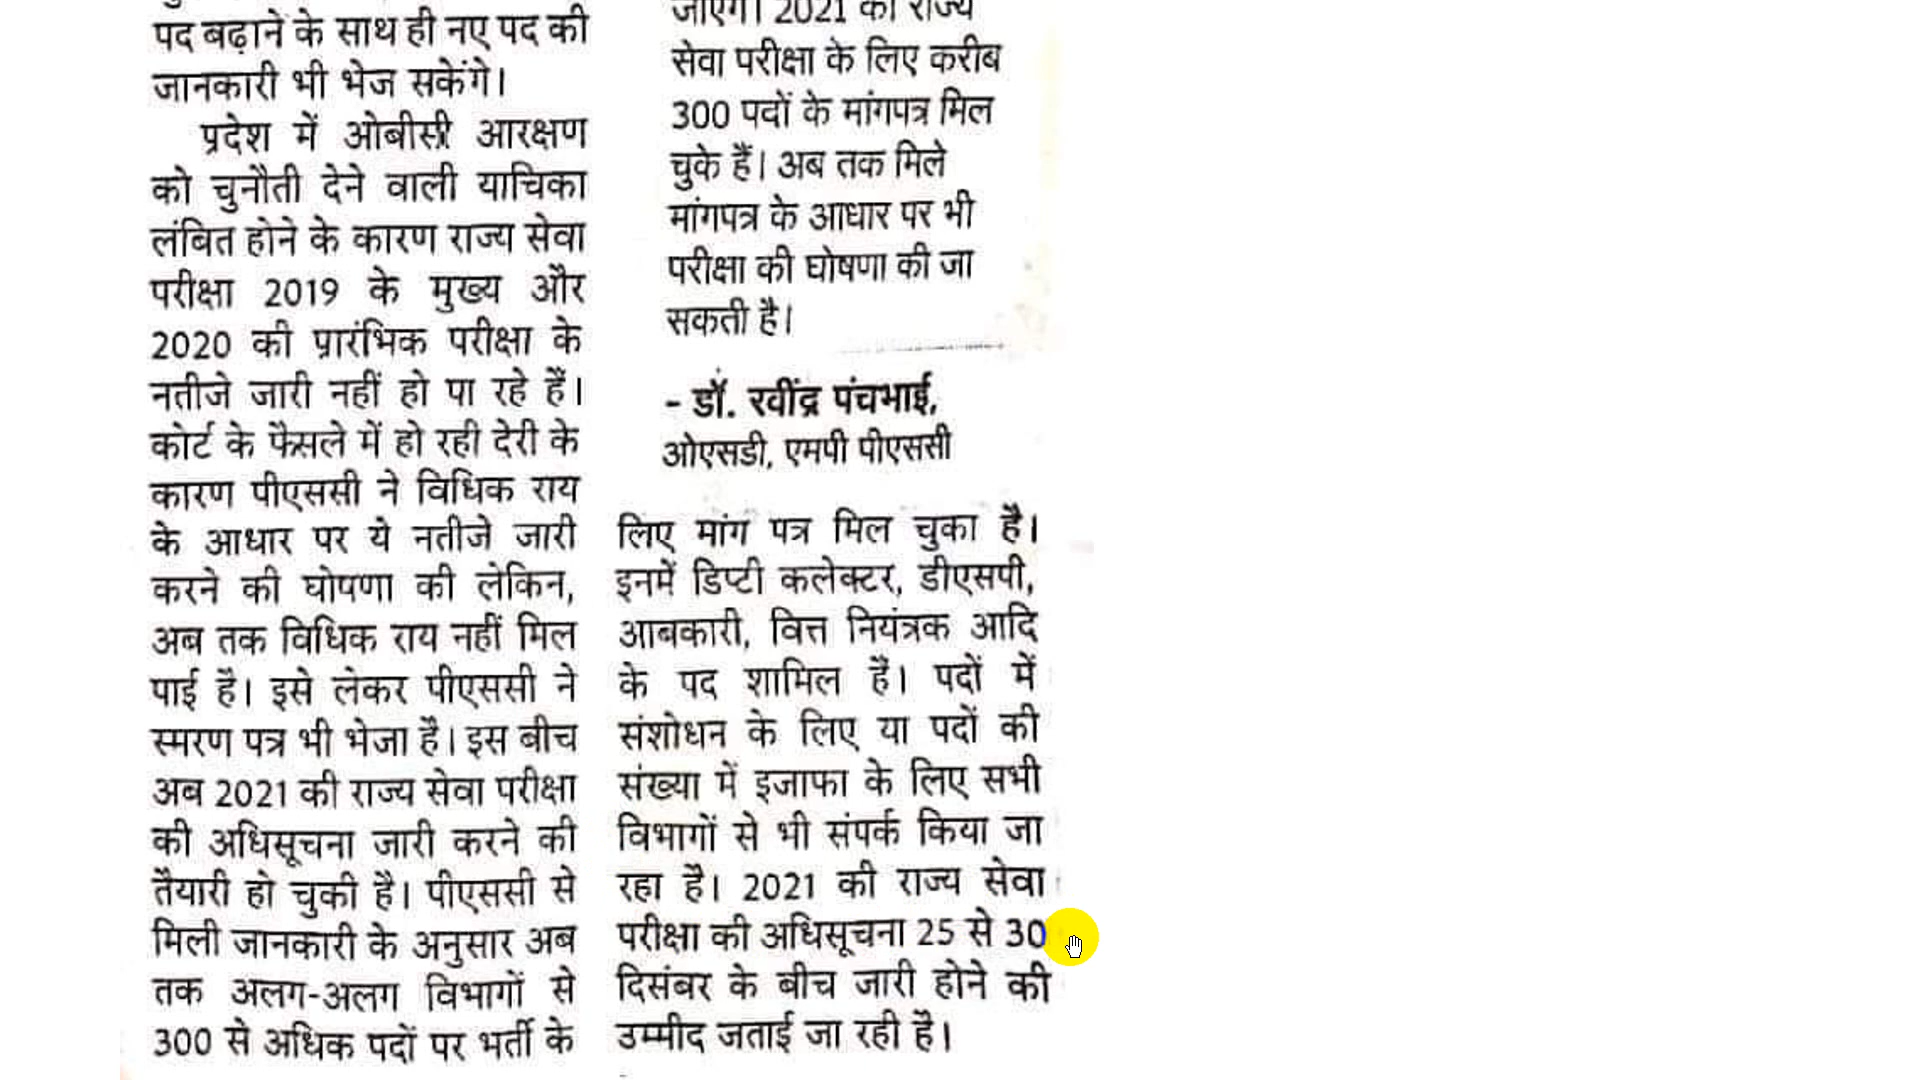 पद बढ़ाने के साथ ही नए पद की
जानकारी भी भेज सकेंगे।
प्रदेश में ओबीसी आरक्षण
को चुनौती देने वाली याचिका
लंबित होने के कारण राज्य सेवा
परीक्षा 2019 के मुख्य और
2020 की प्रारंभिक परीक्षा के
नतीजे जारी नहीं हो पा रहे हैं।
कोर्ट के फैसले में हो रही देरी के
कारण पीएससी ने विधिक राय
के आधार पर ये नतीजे जारी
करने की घोषणा की लेकिन,
अब तक विधिक राय नहीं मिल
पाई है। इसे लेकर पीएससी ने
स्मरण पत्र भी भेजा है। इस बीच
अब 2021 की राज्य सेवा परीक्षा
की अधिसूचना जारी करने की
तैयारी हो चुकी है। पीएससी से
मिली जानकारी के अनुसार अब
तक अलग-अलग विभागों से
300 से अधिक पदों पर भर्ती के
जाएंगे। 2021 की राज्य
सेवा परीक्षा के लिए करीब
300 पदों के मांगपत्र मिल
चुके हैं। अब तक मिले
मांगपत्र के आधार पर भी
परीक्षा की घोषणा की जा
सकती है।
- डॉ. रवींद्र पंचभाई,
ओएसडी, एमपी पीएससी
लिए मांग पत्र मिल चुका है।
इनमें डिप्टी कलेक्टर, डीएसपी,
आबकारी, वित्त नियंत्रक आदि
के पद शामिल है। पदों में
संशोधन के लिए या पदों की
संख्या में इजाफा के लिए सभी
विभागों से भी संपर्क किया जा
रहा है। 2021 की राज्य सेवा
परीक्षा की अधिसूचना 25 से 30
दिसंबर के बीच जारी होने की
उम्मीद जताई जा रही है।